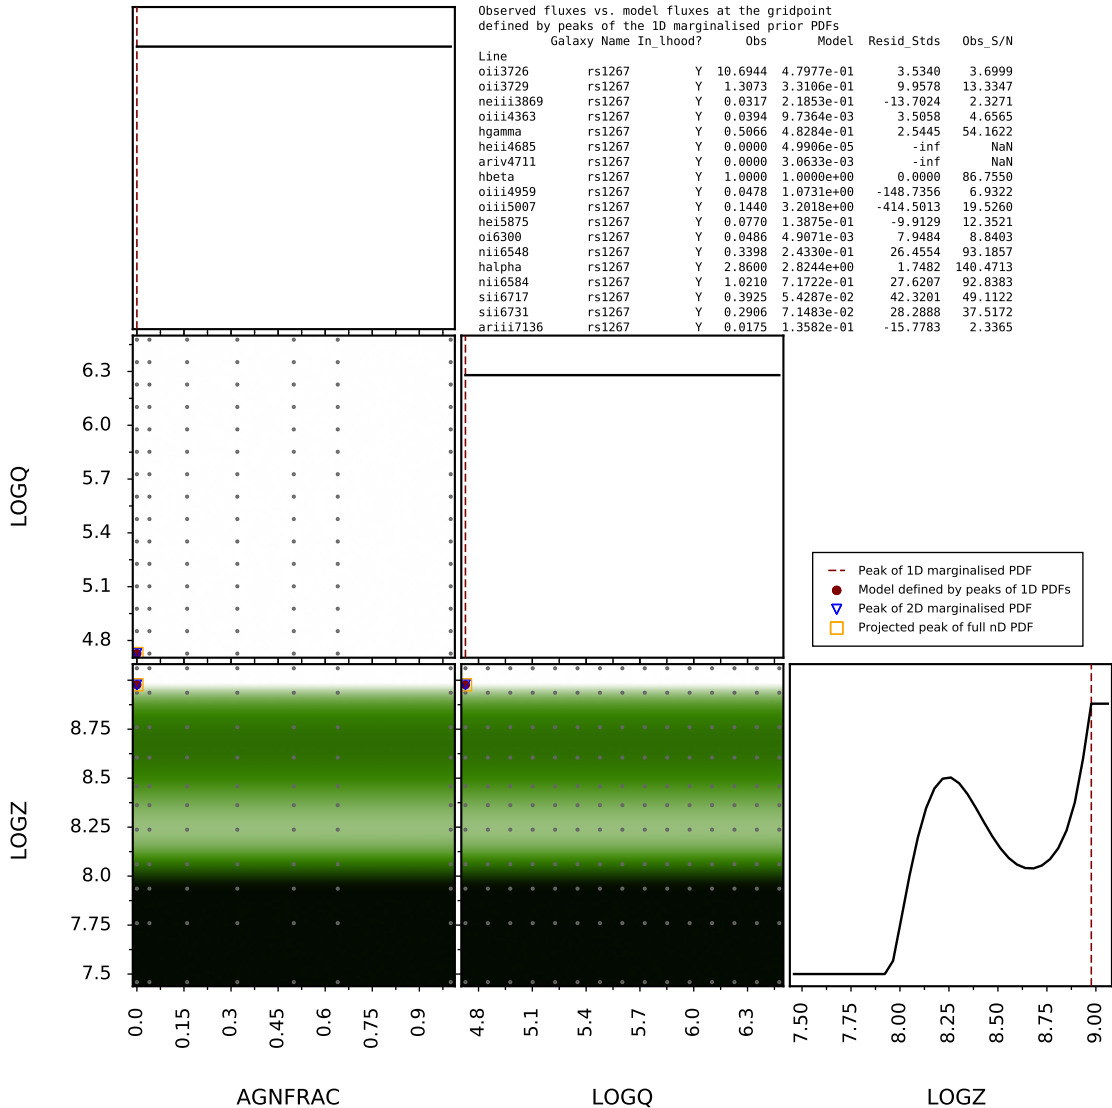 Observed fluxes vs. model fluxes at the gridpoint
defined by peaks of the 1D marginalised prior PDFs
Galaxy Name In_lhood? Obs Model Resid_Stds Obs_S/N
Line
oii3726 rs1267 Y 10.6944 4.7977e-01 3.5340 3.6999
oii3729 rs1267 Y 1.3073 3.3106e-01 9.9578 13.3347
neiii3869 rs1267 Y 0.0317 2.1853e-01 -13.7024 2.3271
oiii4363 rs1267 Y 0.0394 9.7364e-03 3.5058 4.6565
hgamma rs1267 Y 0.5066 4.8284e-01 2.5445 54.1622
heii4685 rs1267 Y 0.0000 4.9906e-05 -inf NaN
ariv4711 rs1267 Y 0.0000 3.0633e-03 -inf NaN
hbeta rs1267 Y 1.0000 1.0000e+00 0.0000 86.7550
oiii4959 rs1267 Y 0.0478 1.0731e+00 -148.7356 6.9322
oiii5007 rs1267 Y 0.1440 3.2018e+00 -414.5013 19.5260
hei5875 rs1267 Y 0.0770 1.3875e-01 -9.9129 12.3521
oi6300 rs1267 Y 0.0486 4.9071e-03 7.9484 8.8403
nii6548 rs1267 Y 0.3398 2.4330e-01 26.4554 93.1857
halpha rs1267 Y 2.8600 2.8244e+00 1.7482 140.4713
nii6584 rs1267 Y 1.0210 7.1722e-01 27.6207 92.8383
sii6717 rs1267 Y 0.3925 5.4287e-02 42.3201 49.1122
sii6731 rs1267 Y 0.2906 7.1483e-02 28.2888 37.5172
ariii7136 rs1267 Y 0.0175 1.3582e-01 -15.7783 2.3365
6.3
6.0
5.7
5.4
5.1
4.8
LOGQ
Peak of 1D marginalised PDF
Model defined by peaks of 1D PDFs
Peak of 2D marginalised PDF
Projected peak of full nD PDF
8.75
8.5
8.25
8.0
7.75
7.5
LOGZ
0.0 0.15 0.3 0.45 0.6 0.75 0.9
4.8 5.1 5.4 5.7 6.0 6.3
7.50 7.75 8.00 8.25 8.50 8.75 9.00
AGNFRAC LOGQ LOGZ